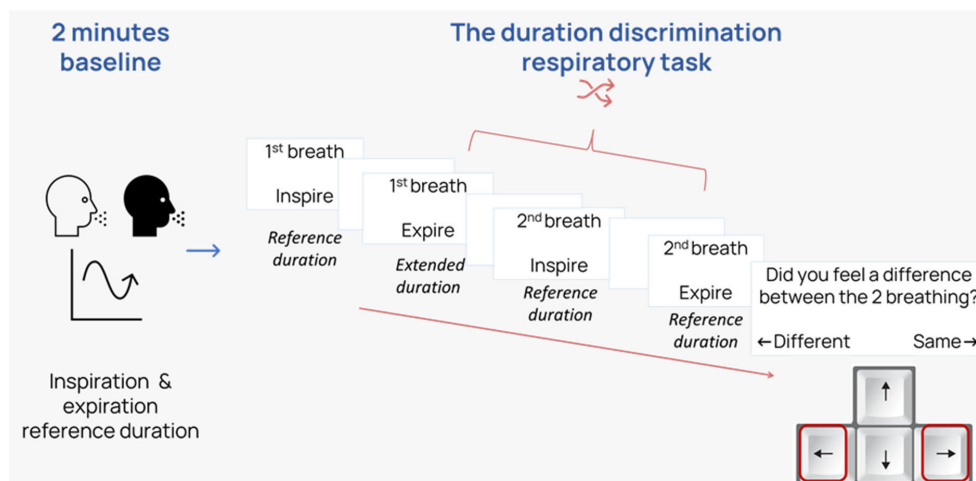 2 minutes
baseline
The duration discrimination
respiratory task
1st breath
Inspire
Reference
duration
1st breath
Expire
Extended
duration
2nd breath
Inspire
Reference
duration
2nd breath
Expire
Reference
duration
Did you feel a difference
between the 2 breathing?
←Different Same→
Inspiration &
expiration
reference duration
↑
← ↓ →